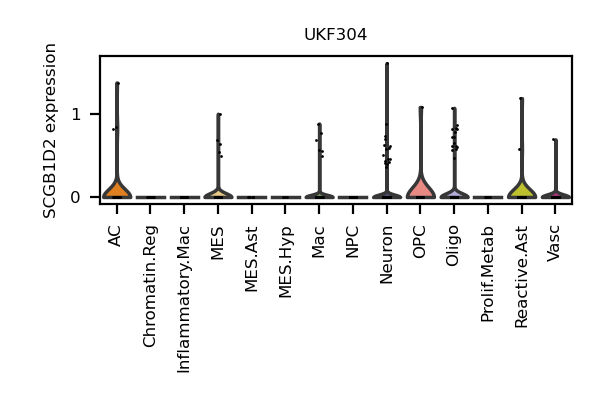 UKF304
SCGB1D2 expression
1
0
AC
Chromatin.Reg
Inflammatory.Mac
MES
MES.Ast
MES.Hyp
Mac
NPC
Neuron
OPC
Oligo
Prolif.Metab
Reactive.Ast
Vasc